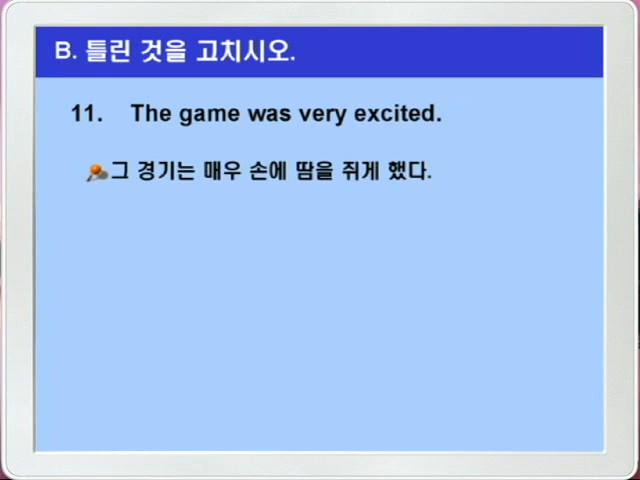 B. 틀린 것을 고치시오.
11. The game was very excited.
그 경기는 매우 손에 땀을 쥐게 했다.